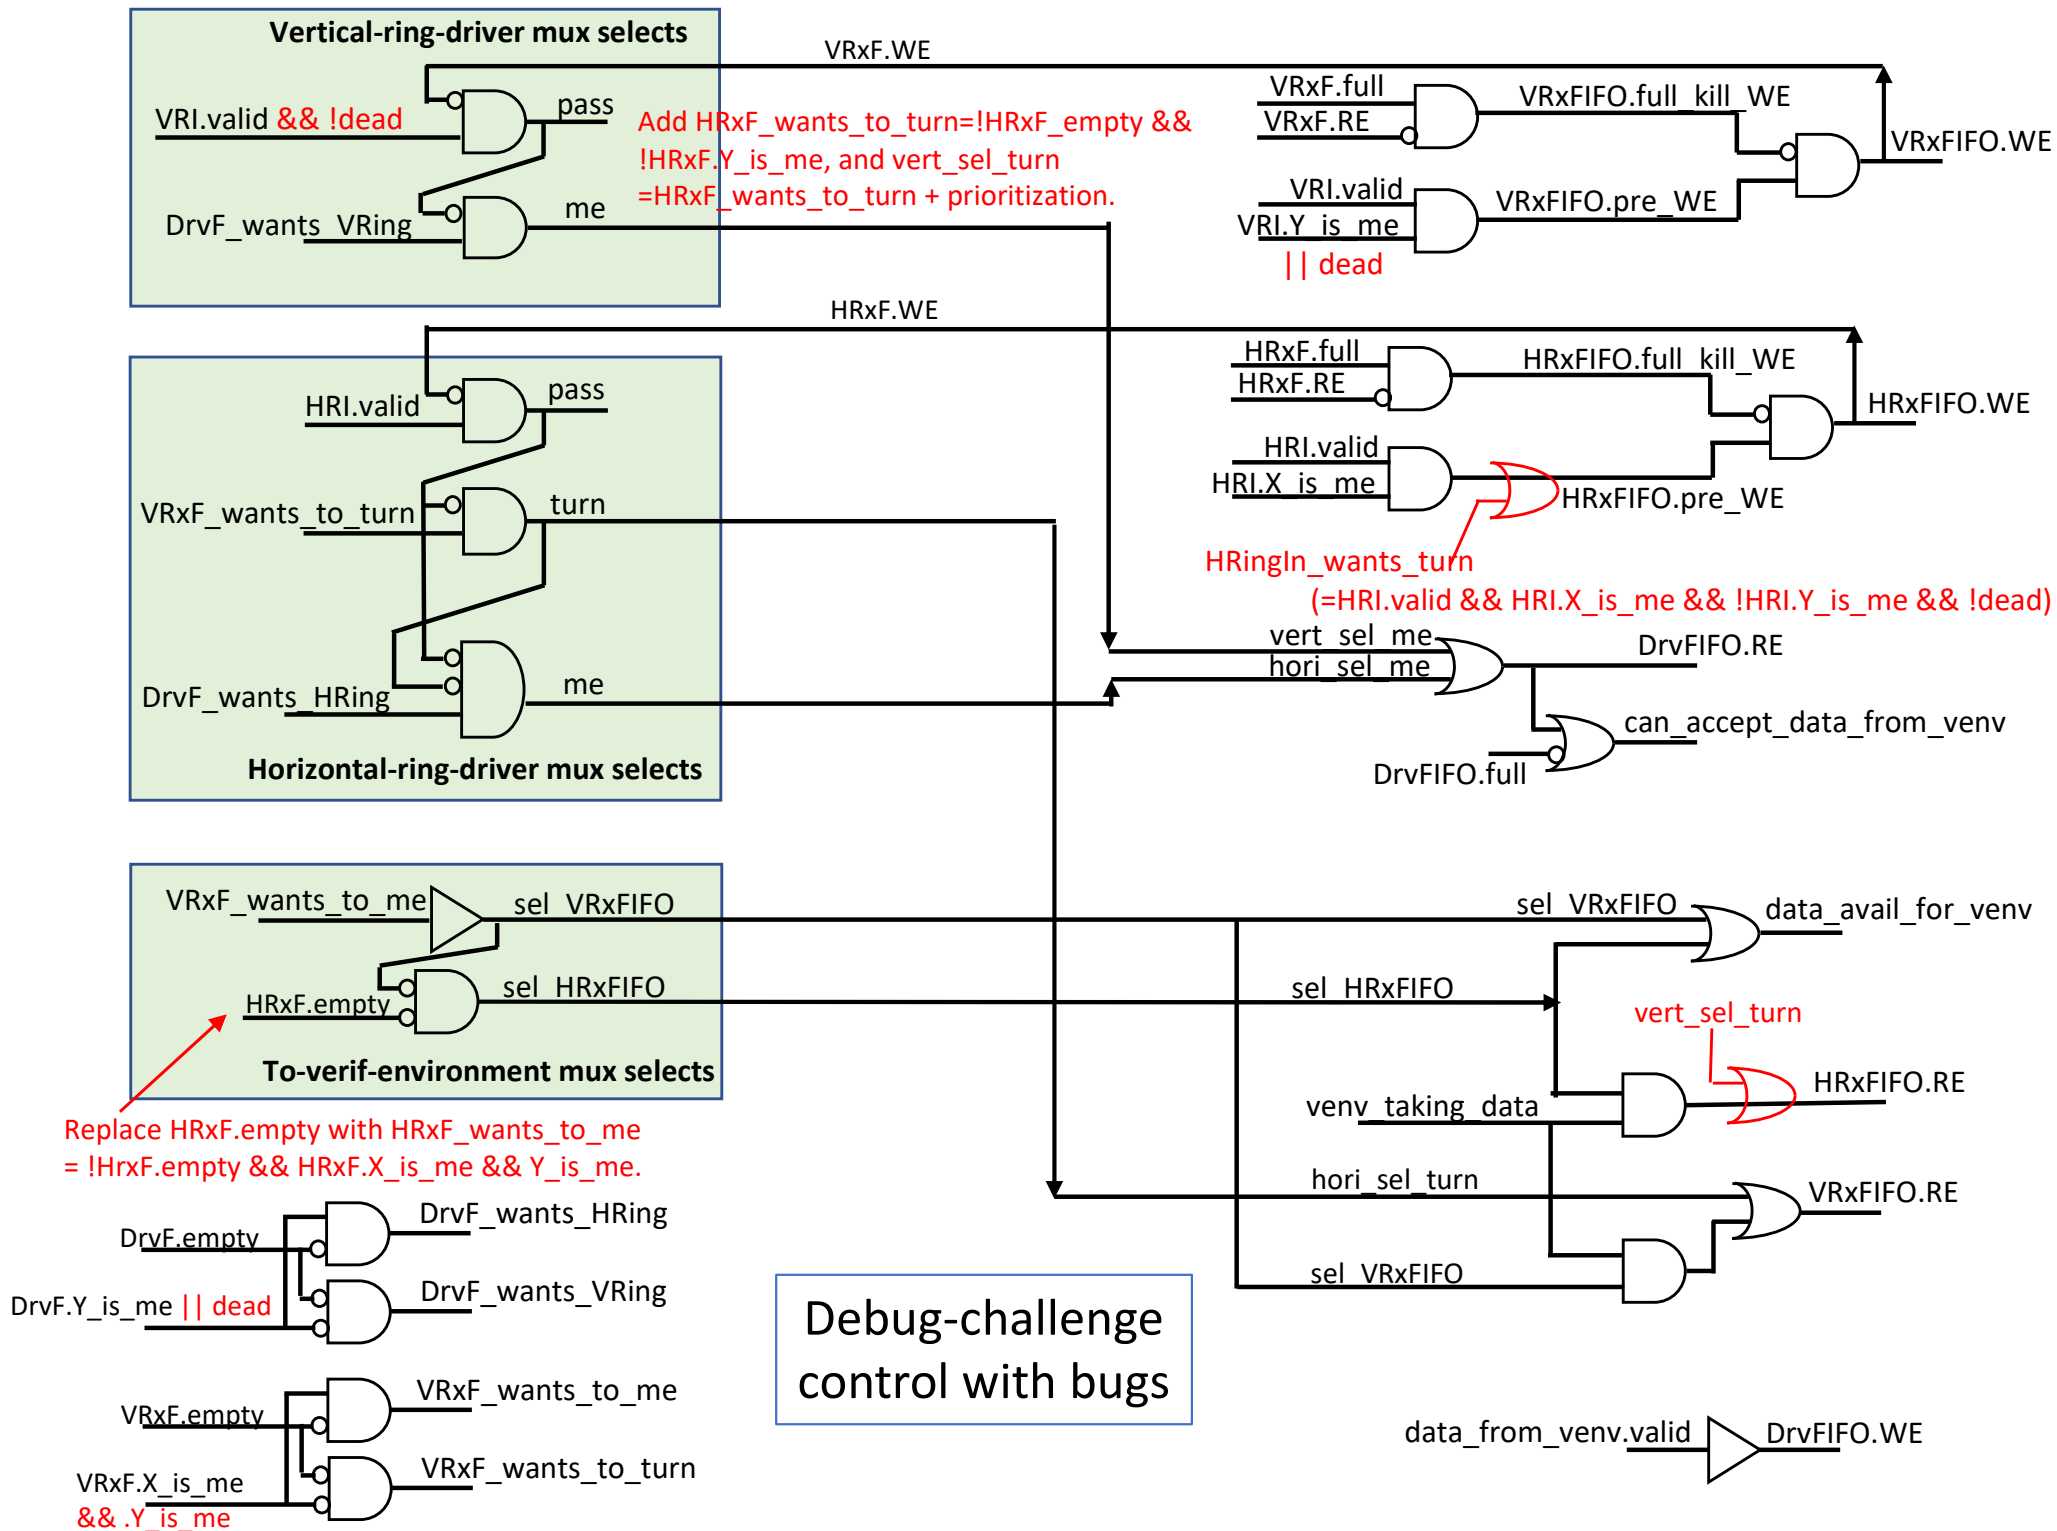 Vertical-ring-driver mux selects
VRxF.WE
VRI.valid && !dead
pass
DrvF_wants_VRing
me
Add HRxF_wants_to_turn=!HRxF_empty &&
!HRxF.Y_is_me, and vert_sel_turn
=HRxF_wants_to_turn + prioritization.
VRxF.full
VRxF.RE
VRxFIFO.full_kill_WE
VRxFIFO.WE
VRI.valid
VRI.Y_is_me
|| dead
VRxFIFO.pre_WE
HRxF.WE
HRI.valid
pass
VRxF_wants_to_turn
turn
DrvF_wants_HRing
me
Horizontal-ring-driver mux selects
HRxF.full
HRxF.RE
HRxFIFO.full_kill_WE
HRxFIFO.WE
HRI.valid
HRI.X_is_me
HRxFIFO.pre_WE
HRingIn_wants_turn
(=HRI.valid && HRI.X_is_me && !HRI.Y_is_me && !dead)
vert_sel_me
hori_sel_me
DrvFIFO.RE
can_accept_data_from_venv
DrvFIFO.full
VRxF_wants_to_me
sel_VRxFIFO
HRxF.empty
sel_HRxFIFO
To-verif-environment mux selects
sel_VRxFIFO
data_avail_for_venv
sel_HRxFIFO
vert_sel_turn
venv_taking_data
HRxFIFO.RE
hori_sel_turn
VRxFIFO.RE
sel_VRxFIFO
Replace HRxF.empty with HRxF_wants_to_me
= !HrxF.empty && HRxF.X_is_me && Y_is_me.
DrvF.empty
DrvF_wants_HRing
DrvF.Y_is_me || dead
DrvF_wants_VRing
VRxF.empty
VRxF_wants_to_me
VRxF.X_is_me
&& .Y_is_me
VRxF_wants_to_turn
Debug-challenge
control with bugs
data_from_venv.valid
DrvFIFO.WE